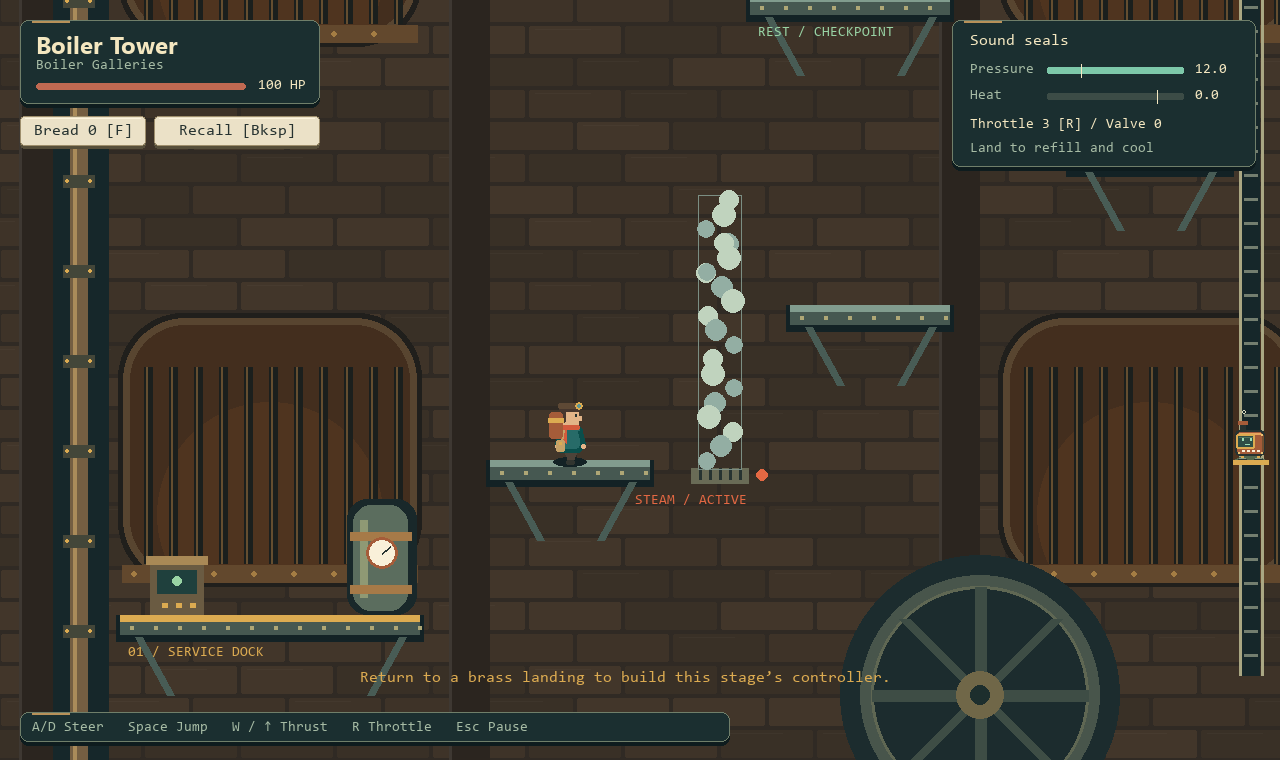 Boiler Tower
Boiler Galleries
100 HP
Bread 0 [F]
Recall [Bksp]
REST / CHECKPOINT
Sound seals
Pressure 12.0
Heat 0.0
Throttle 3 [R] / Valve 0
Land to refill and cool
STEAM / ACTIVE
01 / SERVICE DOCK
Return to a brass landing to build this stage’s controller.
A/D Steer Space Jump W / ↑ Thrust R Throttle Esc Pause